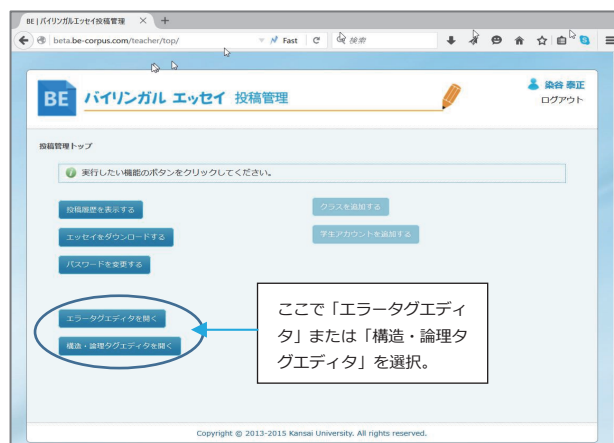 BE | バイリンガルエッセイ投稿管理
beta.be-corpus.com/teacher/top/
Fast
検索
BE バイリンガル エッセイ 投稿管理
染谷 泰正
ログアウト
投稿管理トップ
実行したい機能のボタンをクリックしてください。
投稿履歴を表示する
クラスを追加する
エッセイをダウンロードする
学生アカウントを追加する
パスワードを変更する
エラータグエディタを開く
構造・論理タグエディタを開く
ここで「エラータグエディ
タ」または「構造・論理タ
グエディタ」を選択。
Copyright © 2013-2015 Kansai University. All rights reserved.